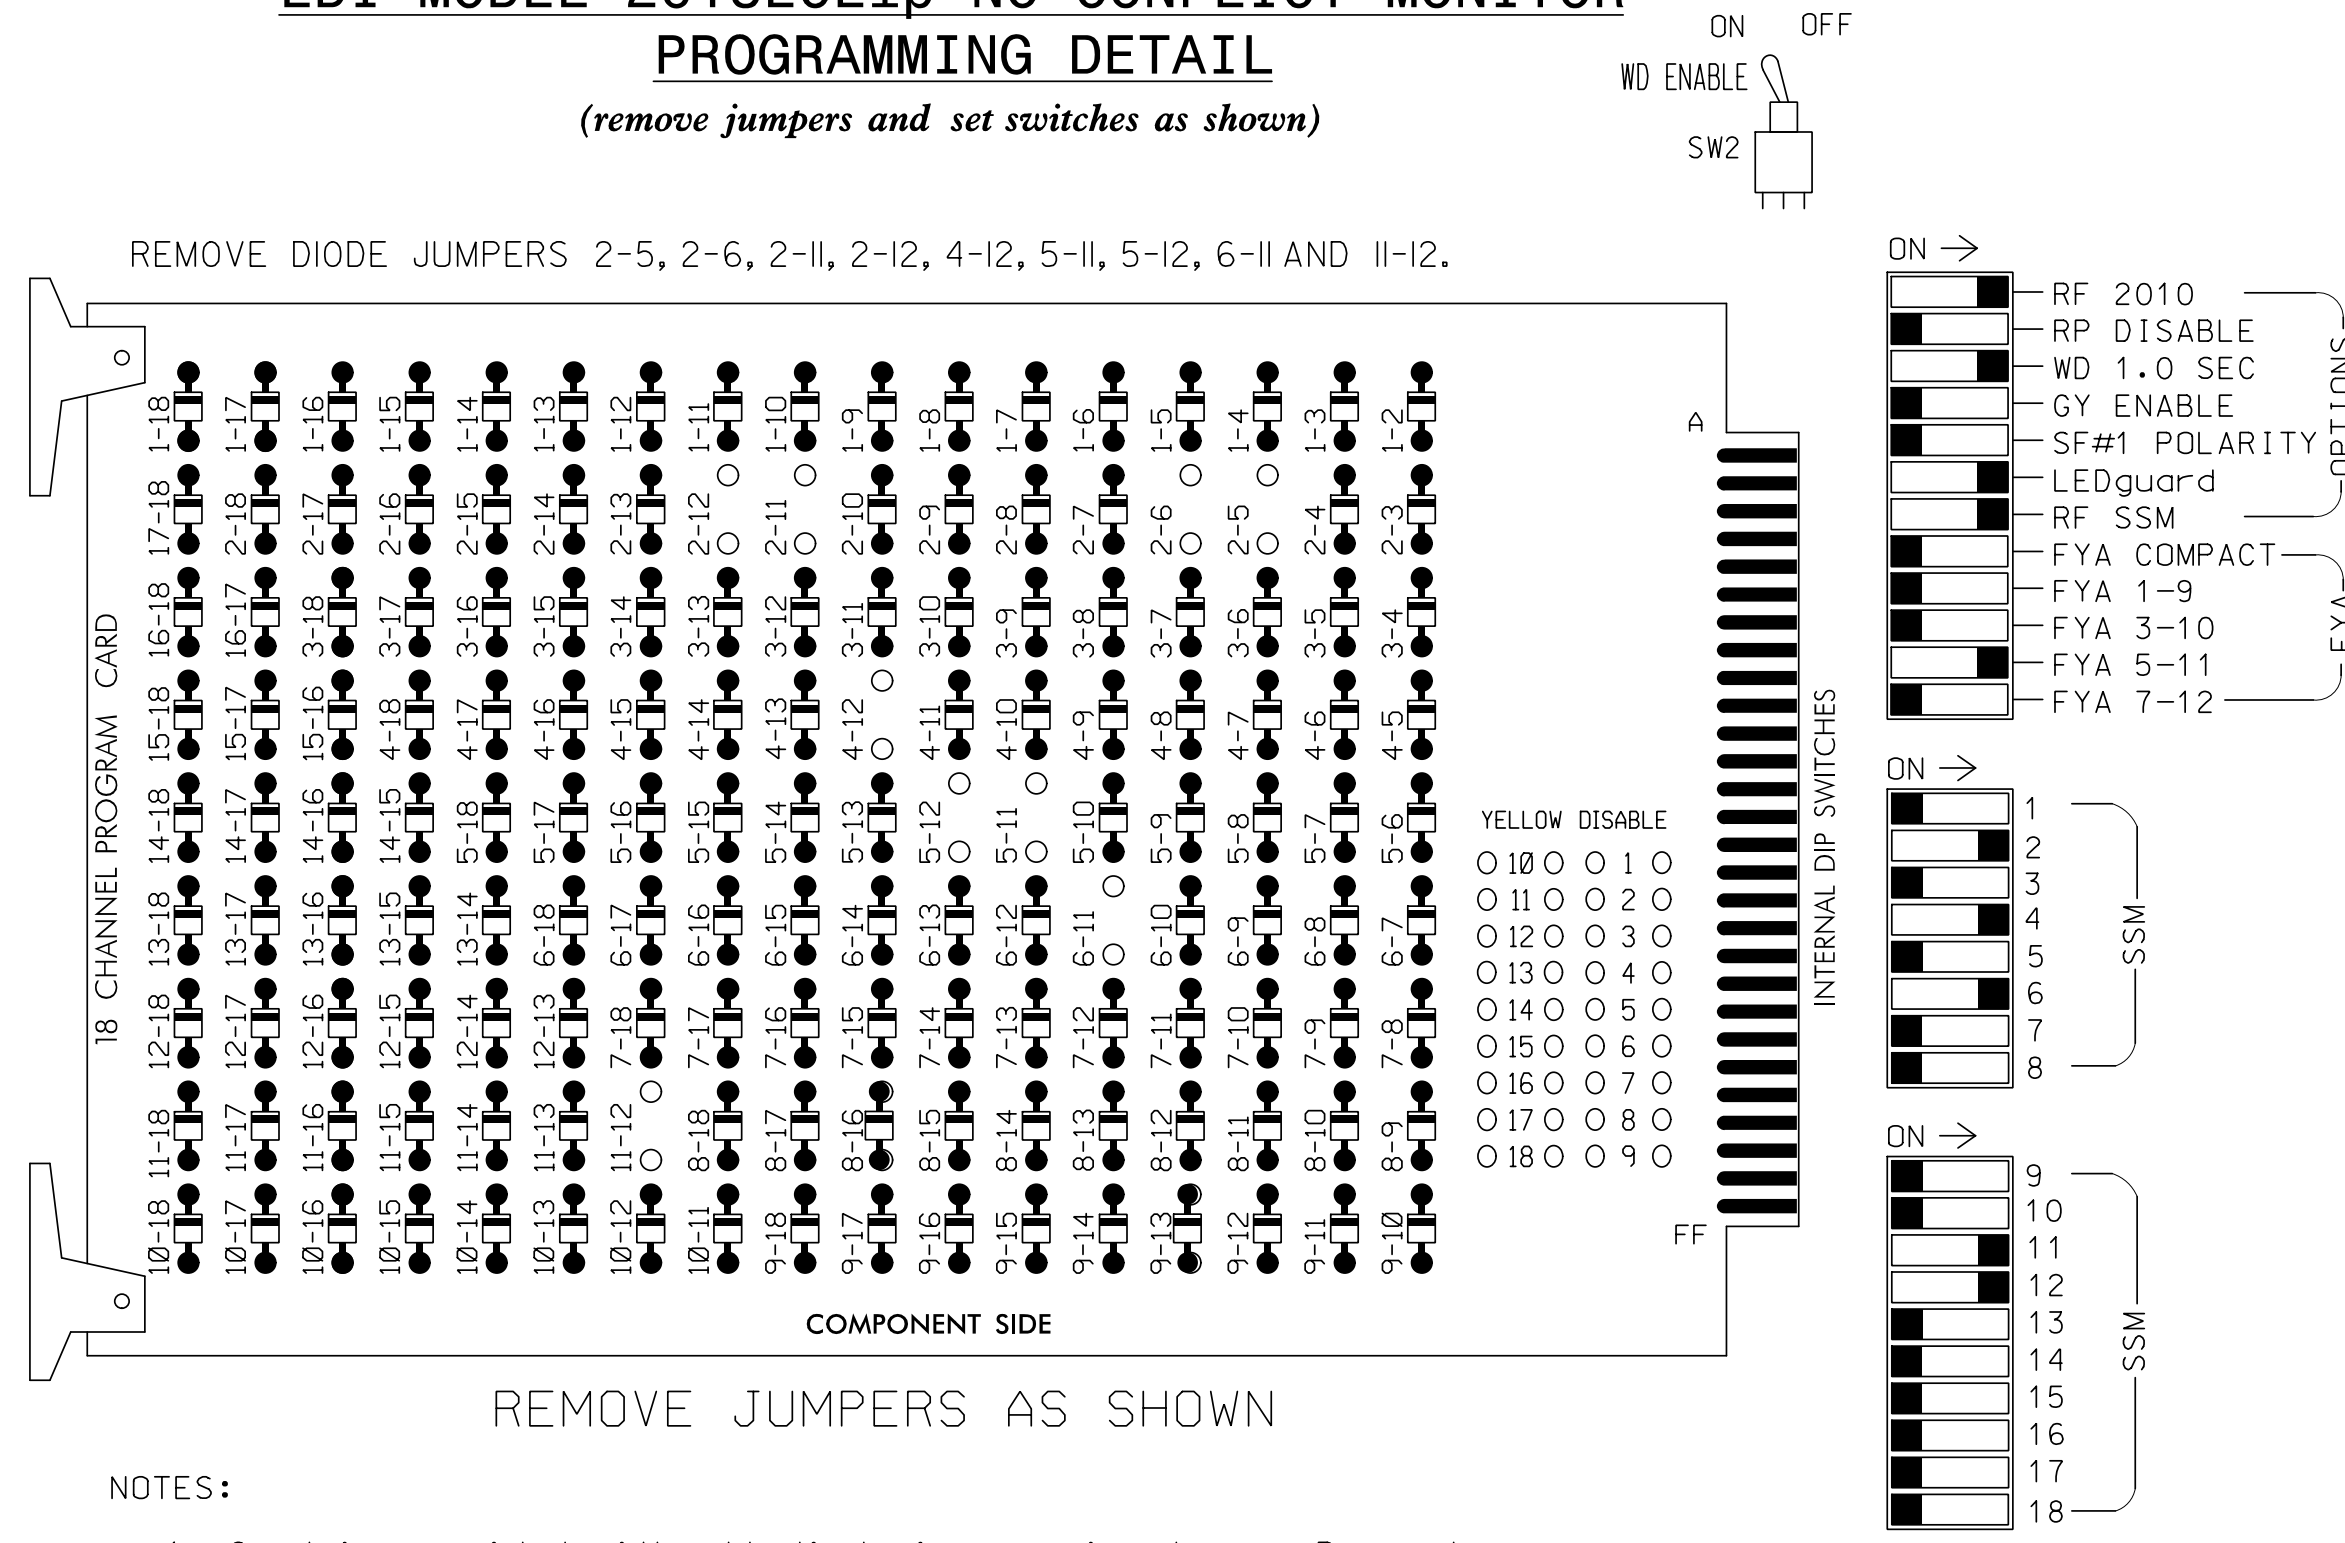 PROGRAMMING DETAIL
(remove jumpers and set switches as shown)
ON OFF
WD ENABLE
SW2
REMOVE DIODE JUMPERS 2-5, 2-6, 2-11, 2-12, 4-12, 5-11, 5-12, 6-11 AND 11-12.
18 CHANNEL PROGRAM CARD
1-18 1-17 1-16 1-15 1-14 1-13 1-12 1-11 1-10 1-9 1-8 1-7 1-6 1-5 1-4 1-3 1-2
17-18 2-18 2-17 2-16 2-15 2-14 2-13 2-12 2-11 2-10 2-9 2-8 2-7 2-6 2-5 2-4 2-3
16-18 16-17 3-18 3-17 3-16 3-15 3-14 3-13 3-12 3-11 3-10 3-9 3-8 3-7 3-6 3-5 3-4
15-18 15-17 15-16 4-18 4-17 4-16 4-15 4-14 4-13 4-12 4-11 4-10 4-9 4-8 4-7 4-6 4-5
14-18 14-17 14-16 14-15 5-18 5-17 5-16 5-15 5-14 5-13 5-12 5-11 5-10 5-9 5-8 5-7 5-6
13-18 13-17 13-16 13-15 13-14 6-18 6-17 6-16 6-15 6-14 6-13 6-12 6-11 6-10 6-9 6-8 6-7
12-18 12-17 12-16 12-15 12-14 12-13 7-18 7-17 7-16 7-15 7-14 7-13 7-12 7-11 7-10 7-9 7-8
11-18 11-17 11-16 11-15 11-14 11-13 11-12 8-18 8-17 8-16 8-15 8-14 8-13 8-12 8-11 8-10 8-9
10-18 10-17 10-16 10-15 10-14 10-13 10-12 10-11 9-18 9-17 9-16 9-15 9-14 9-13 9-12 9-11 9-10
YELLOW DISABLE
10 1
11 2
12 3
13 4
14 5
15 6
16 7
17 8
18 9
A
FF
COMPONENT SIDE
INTERNAL DIP SWITCHES
ON →
RF 2010
RP DISABLE
WD 1.0 SEC
GY ENABLE
SF#1 POLARITY
LEDguard
RF SSM
OPTIONS
FYA COMPACT
FYA 1-9
FYA 3-10
FYA 5-11
FYA 7-12
FYA
ON →
1
2
3
4
5
6
7
8
SSM
ON →
9
10
11
12
13
14
15
16
17
18
SSM
REMOVE JUMPERS AS SHOWN
NOTES: